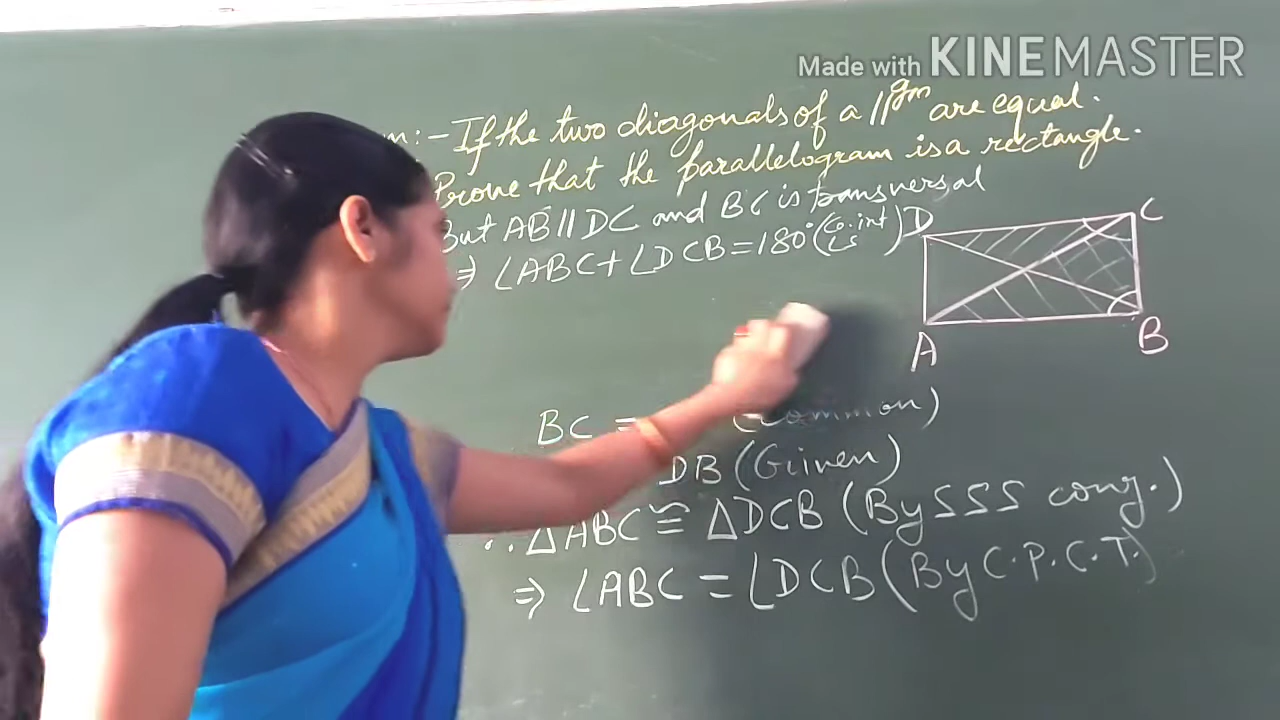 Made with KINEMASTER
:- If the two diagonals of a ||gm are equal.
Prove that the parallelogram is a rectangle.
But AB || DC and BC is transversal
⇒ ∠ABC + ∠DCB = 180° (Co. int ∠s)
D C
A B
BC = (Common)
DB (Given)
∴ ΔABC ≅ ΔDCB (By SSS cong.)
⇒ ∠ABC = ∠DCB (By C.P.C.T.)